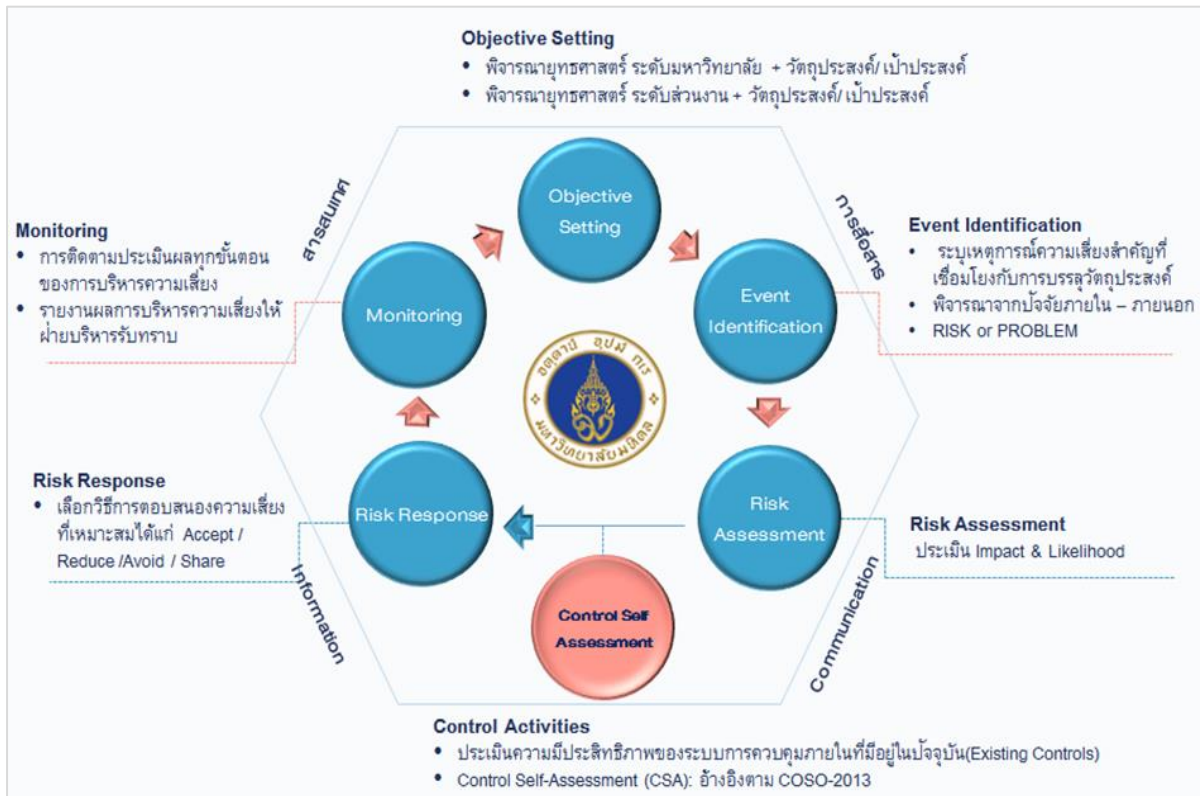 Objective Setting
• พิจารณายุทธศาสตร์ ระดับมหาวิทยาลัย + วัตถุประสงค์/ เป้าประสงค์
• พิจารณายุทธศาสตร์ ระดับส่วนงาน + วัตถุประสงค์/ เป้าประสงค์
สารสนเทศ
การสื่อสาร
Objective
Setting
Monitoring
• การติดตามประเมินผลทุกขั้นตอน
ของการบริหารความเสี่ยง
• รายงานผลการบริหารความเสี่ยงให้
ฝ่ายบริหารรับทราบ
Monitoring
Event
Identification
Event Identification
• ระบุเหตุการณ์ความเสี่ยงสำคัญที่
เชื่อมโยงกับการบรรลุวัตถุประสงค์
• พิจารณาจากปัจจัยภายใน – ภายนอก
• RISK or PROBLEM
อตฺตานํ อุปมํ กเร
มหาวิทยาลัยมหิดล
Risk Response
• เลือกวิธีการตอบสนองความเสี่ยง
ที่เหมาะสมได้แก่ Accept /
Reduce /Avoid / Share
Risk Response
Risk
Assessment
Risk Assessment
ประเมิน Impact & Likelihood
Information
Communication
Control Self
Assessment
Control Activities
• ประเมินความมีประสิทธิภาพของระบบการควบคุมภายในที่มีอยู่ในปัจจุบัน(Existing Controls)
• Control Self-Assessment (CSA): อ้างอิงตาม COSO-2013